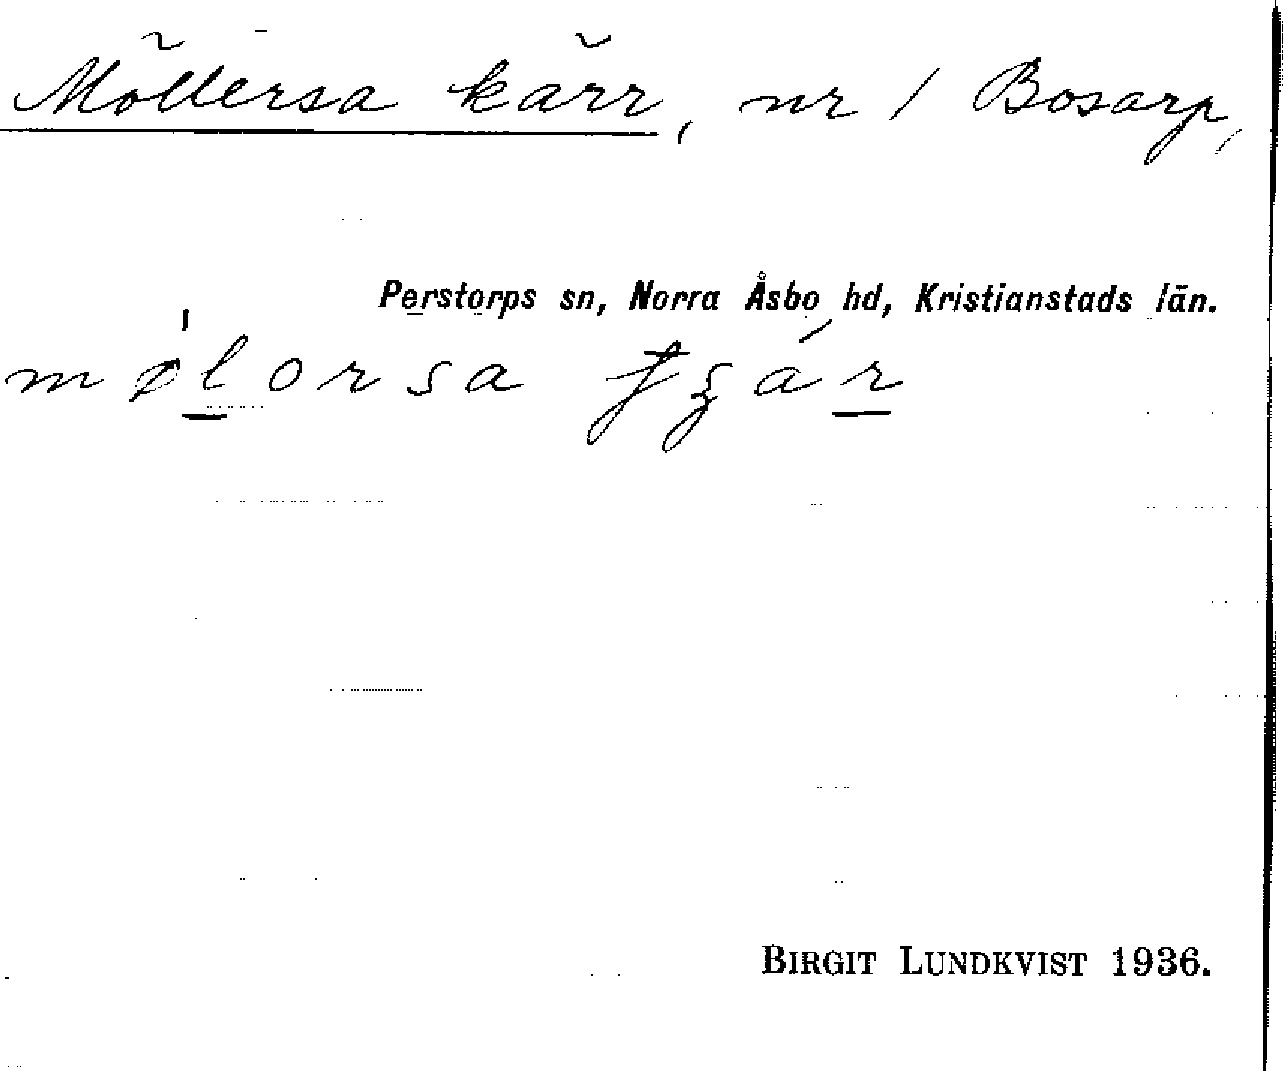 Möllersa kärr, nr 1 Bosarp,
Perstorps sn, Norra Åsbo hd, Kristianstads län.
BIRGIT LUNDKVIST 1936.